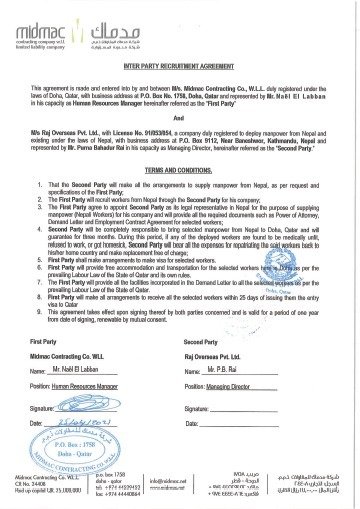 midmac
contracting company w.l.l.
limited liability company
مدماك
INTER PARTY RECRUITMENT AGREEMENT
This agreement is made and entered into by and between M/s. Midmac Contracting Co., W.L.L. duly registered under the
laws of Doha, Qatar, with business address at P.O. Box No. 1758, Doha, Qatar and represented by Mr. Naël El Labban
in his capacity as Human Resources Manager hereinafter referred as the "First Party"
And
M/s Raj Overseas Pvt. Ltd., with License No. 91/053/054, a company duly registered to deploy manpower from Nepal and
existing under the laws of Nepal, with business address at P.O. Box 9112, Near Baneshwor, Kathmandu, Nepal and
represented by Mr. Purna Bahadur Rai in his capacity as Managing Director, hereinafter referred as the "Second Party."
TERMS AND CONDITIONS.
1. That the Second Party will make all the arrangements to supply manpower from Nepal, as per request and
specifications of the First Party;
2. The First Party will recruit workers from Nepal through the Second Party for his company;
3. The First Party agree to appoint Second Party as its legal representative in Nepal for the purpose of supplying
manpower (Nepal Workers) for his company and will provide all the required documents such as Power of Attorney,
Demand Letter and Employment Contract Agreement for selected workers;
4. Second Party will be completely responsible to bring selected manpower from Nepal to Doha, Qatar and will
guarantee for three months. During this period, if any of the deployed workers are found to be medically unfit,
refused to work, or got homesick, Second Party will bear all the expenses for repatriating the said workers back to
his/her home country and make replacement free of charge;
5. First Party shall make arrangements to make visas for selected workers.
6. First Party will provide free accommodation and transportation for the selected workers here in Doha as per the
prevailing Labour Law of the State of Qatar and its own rules.
7. The First Party will provide all the facilities incorporated in the Demand Letter to all the selected workers as per the
prevailing Labour Law of the State of Qatar.
8. First Party will make all arrangements to receive all the selected workers within 25 days of issuing them the entry
visa to Qatar
9. This agreement takes effect upon signing thereof by both parties concerned and is valid for a period of one year
from date of signing, renewable by mutual consent.
Doha, Qatar
First Party Second Party
Midmac Contracting Co. W.L.L Raj Overseas Pvt. Ltd.
Name: Mr. Naël El Labban Name: Mr. P.B. Rai
Position: Human Resources Manager Position: Managing Director
Signature: Signature:
Date: Date:
P.O. Box : 1758
Doha - Qatar
MIDMAC CONTRACTING CO. W.L.L.
Midmac Contracting Co. W.L.L
CR No. 24408
Paid up capital QR. 25,000,000
p.o. box 1758
doha - qatar
tel: +974 44539453
fax: +974 44440864
info@midmac.net
www.midmac.net